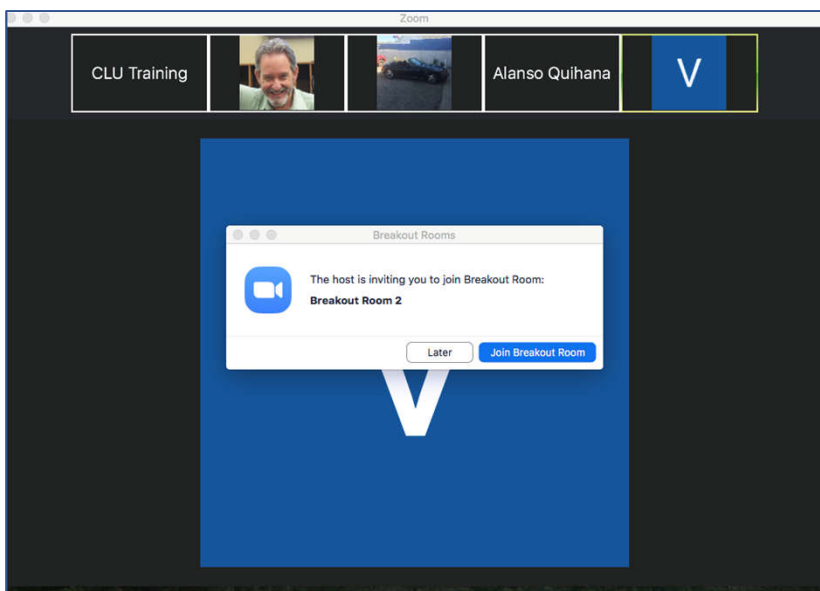 Zoom
CLU Training
Alanso Quihana
V
Breakout Rooms
The host is inviting you to join Breakout Room:
Breakout Room 2
Later
Join Breakout Room
V